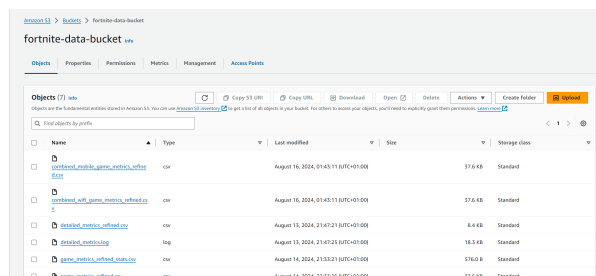 Amazon S3 > Buckets > fortnite-data-bucket
fortnite-data-bucket Info
Objects Properties Permissions Metrics Management Access Points
Objects (7) Info Copy S3 URI Copy URL Download Open Delete Actions Create folder Upload
Objects are the fundamental entities stored in Amazon S3. You can use Amazon S3 inventory to get a list of all objects in your bucket. For others to access your objects, you'll need to explicitly grant them permissions. Learn more
Find objects by prefix 1
Name Type Last modified Size Storage class
combined_mobile_game_metrics_refine
d.csv csv August 16, 2024, 01:43:11 (UTC+01:00) 37.6 KB Standard
combined_wifi_game_metrics_refined.cs
v csv August 16, 2024, 01:43:11 (UTC+01:00) 37.6 KB Standard
detailed_metrics_refined.csv csv August 13, 2024, 21:47:21 (UTC+01:00) 8.4 KB Standard
detailed_metrics.log log August 13, 2024, 21:47:25 (UTC+01:00) 18.3 KB Standard
game_metrics_refined_stats.csv csv August 14, 2024, 21:33:21 (UTC+01:00) 576.0 B Standard